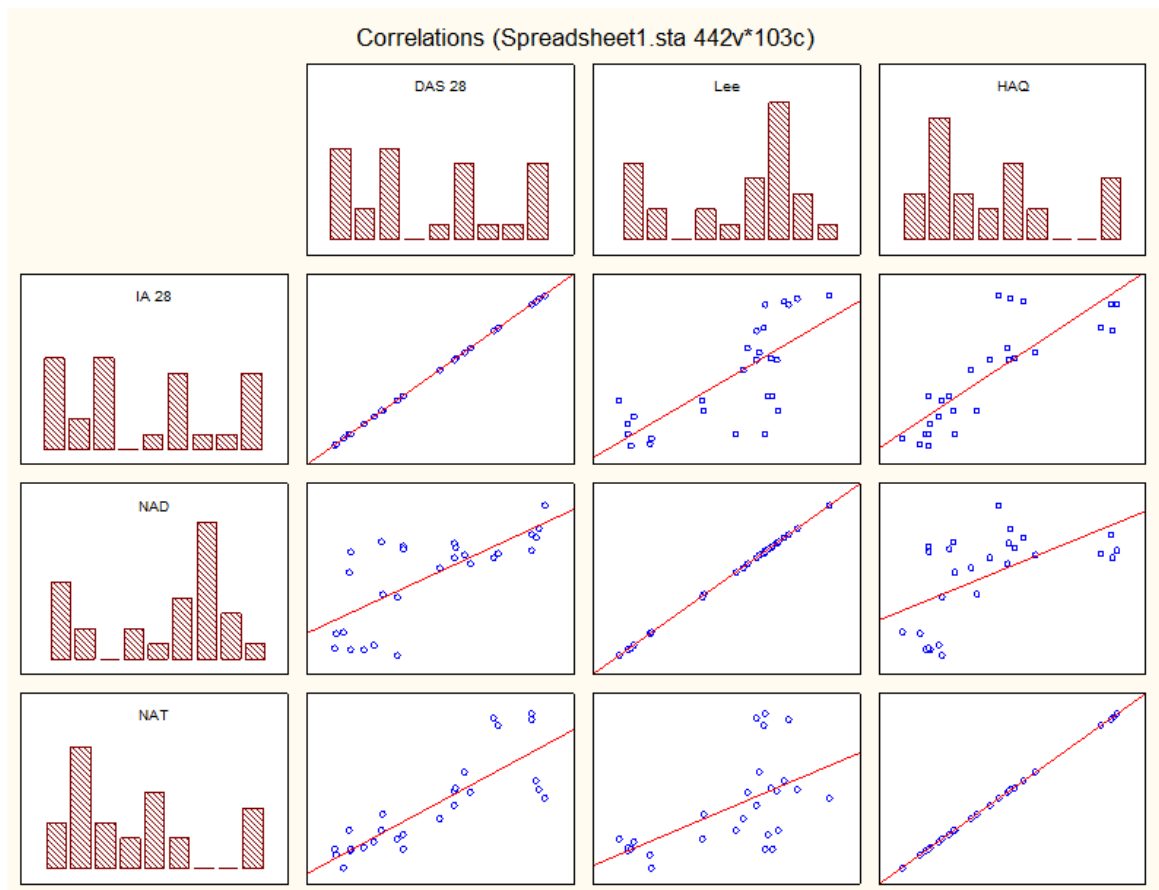 Correlations (Spreadsheet1.sta 442v*103c)
DAS 28
Lee
HAQ
IA 28
NAD
NAT